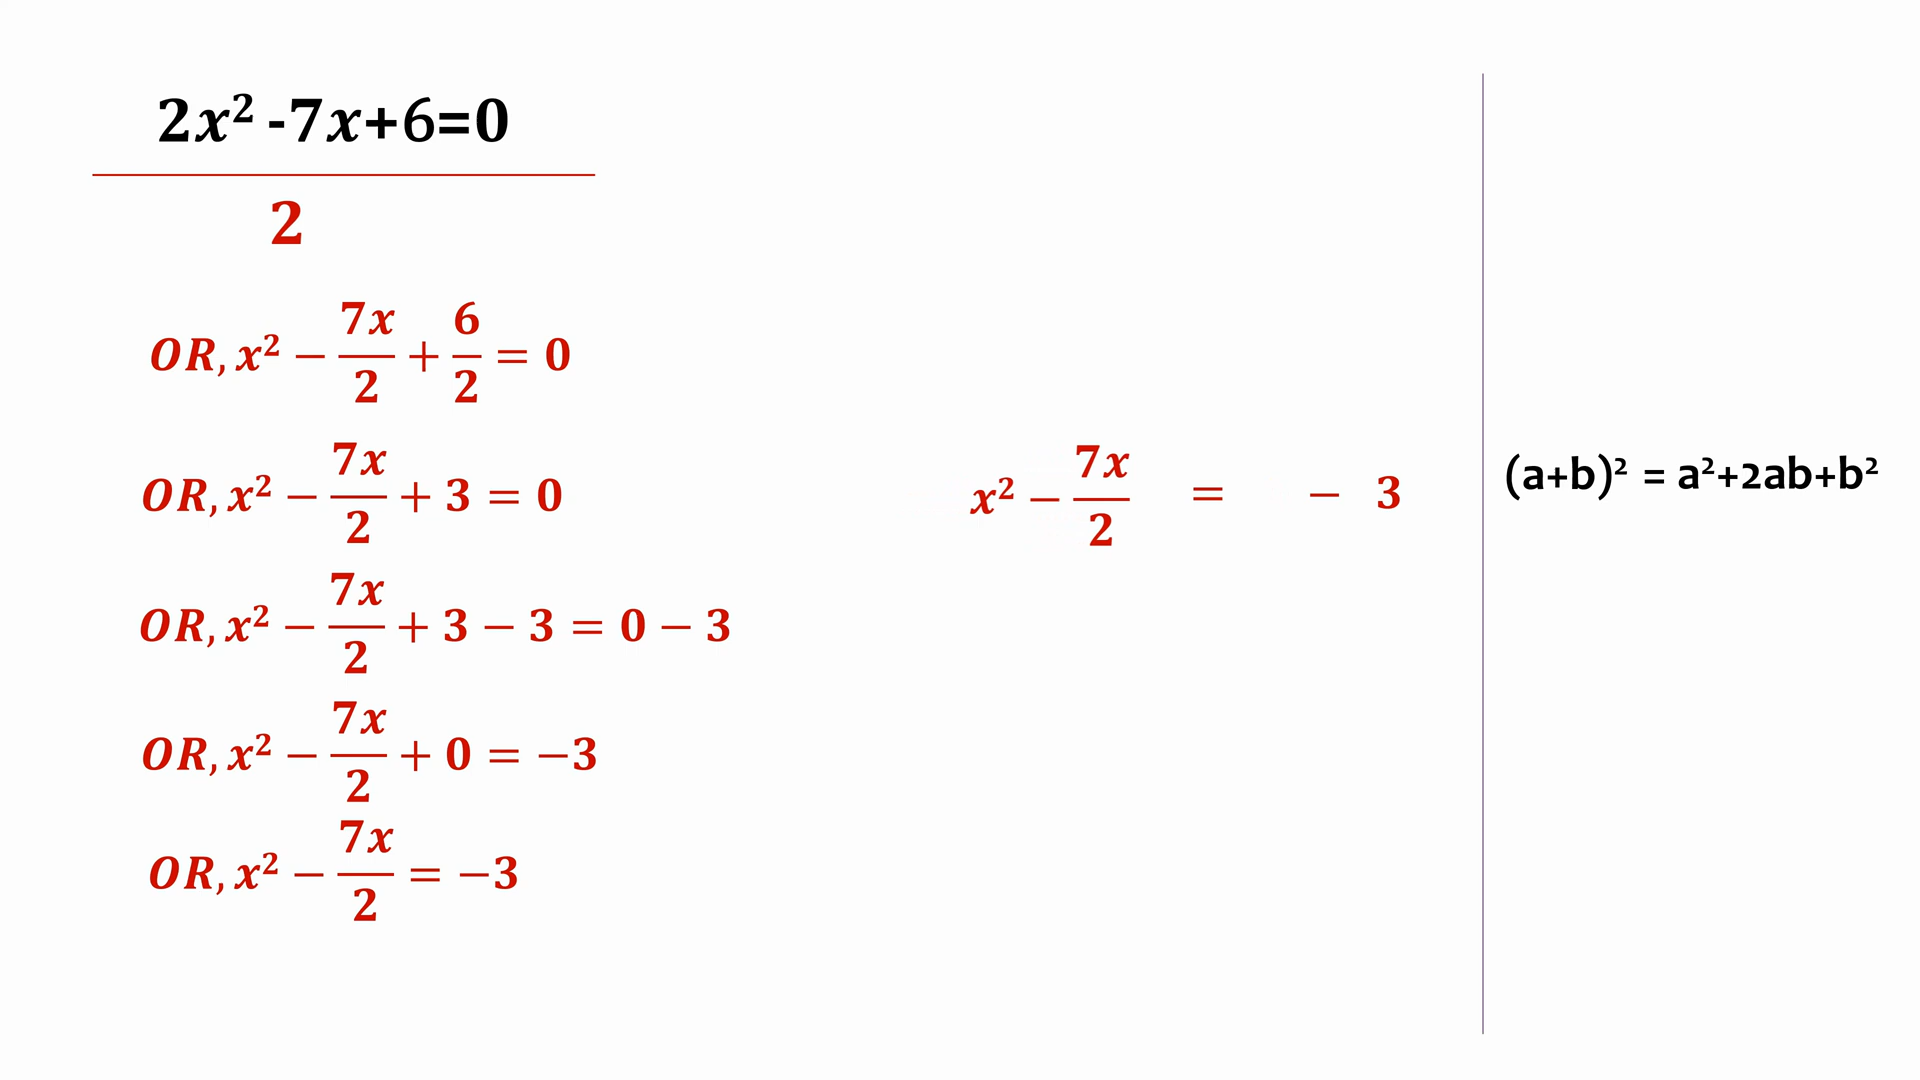 2x² -7x+6=0
2
OR, x² − 7x/2 + 6/2 = 0
OR, x² − 7x/2 + 3 = 0
OR, x² − 7x/2 + 3 − 3 = 0 − 3
OR, x² − 7x/2 + 0 = −3
OR, x² − 7x/2 = −3
x² − 7x/2 = − 3
(a+b)² = a²+2ab+b²